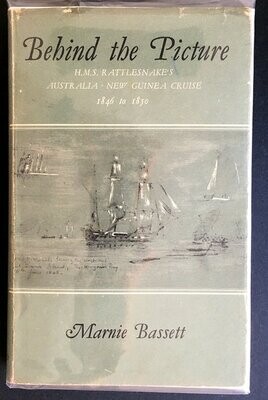 Behind the Picture
H.M.S. RATTLESNAKE'S
AUSTRALIA - NEW GUINEA CRUISE
1846 to 1850
Marnie Bassett